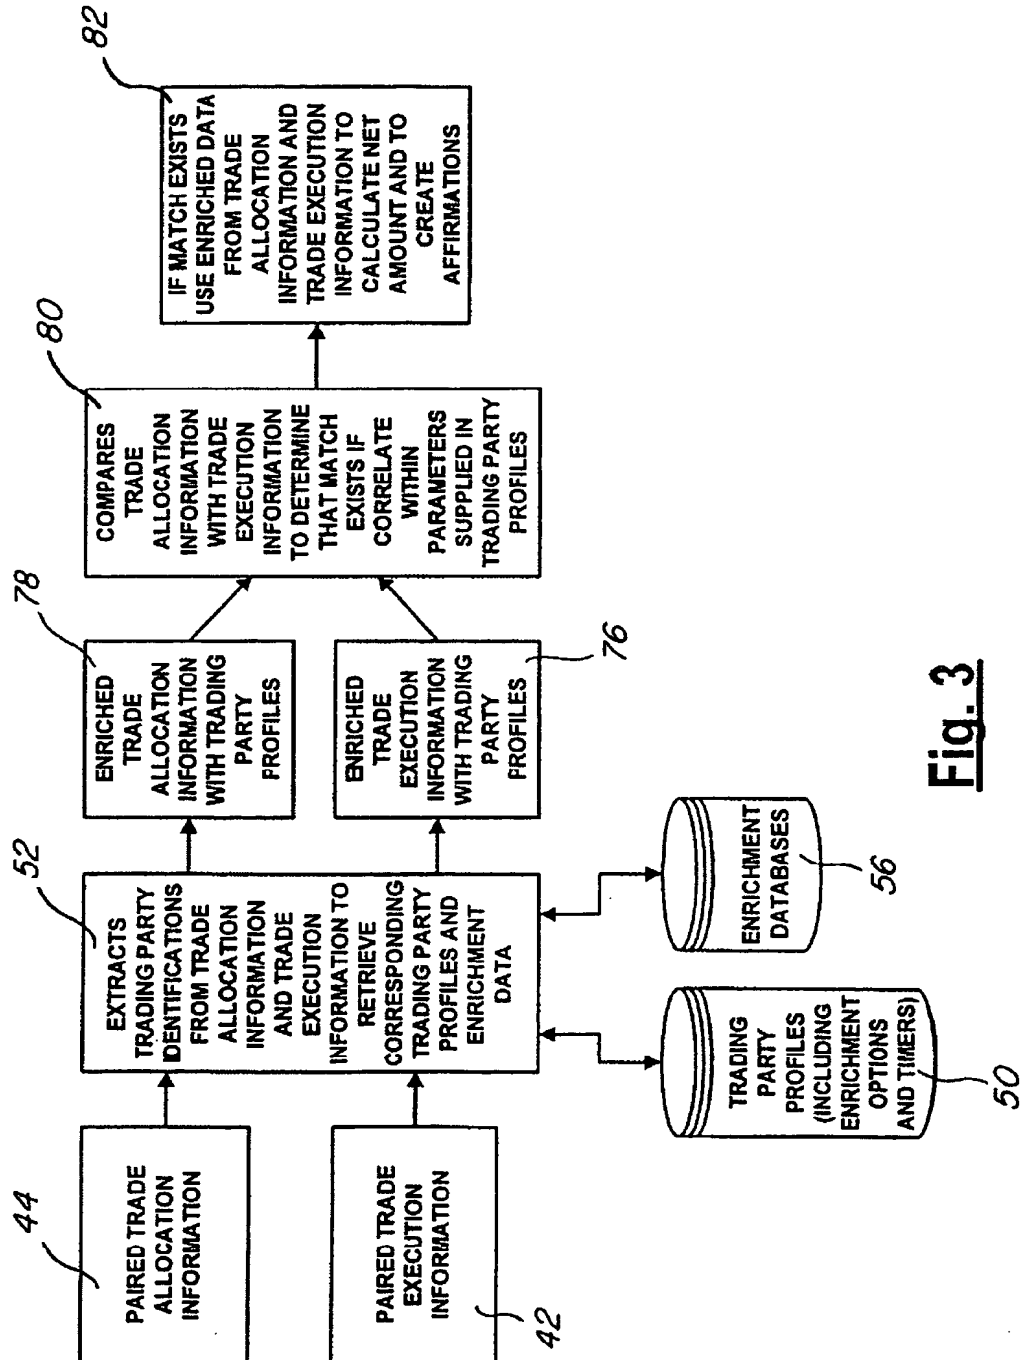 44
PAIRED TRADE
ALLOCATION
INFORMATION
PAIRED TRADE
EXECUTION
INFORMATION
42
52
EXTRACTS
TRADING PARTY
IDENTIFICATIONS
FROM TRADE
ALLOCATION
INFORMATION
AND TRADE
EXECUTION
INFORMATION TO
RETRIEVE
CORRESPONDING
TRADING PARTY
PROFILES AND
ENRICHMENT
DATA
TRADING
PARTY
PROFILES
(INCLUDING
ENRICHMENT
OPTIONS
AND TIMERS)
50
ENRICHMENT
DATABASES
56
78
ENRICHED
TRADE
ALLOCATION
INFORMATION
WITH TRADING
PARTY
PROFILES
ENRICHED
TRADE
EXECUTION
INFORMATION
WITH TRADING
PARTY
PROFILES
76
80
COMPARES
TRADE
ALLOCATION
INFORMATION
WITH TRADE
EXECUTION
INFORMATION
TO DETERMINE
THAT MATCH
EXISTS IF
CORRELATE
WITHIN
PARAMETERS
SUPPLIED IN
TRADING PARTY
PROFILES
82
IF MATCH EXISTS
USE ENRICHED DATA
FROM TRADE
ALLOCATION
INFORMATION AND
TRADE EXECUTION
INFORMATION TO
CALCULATE NET
AMOUNT AND TO
CREATE
AFFIRMATIONS
Fig. 3